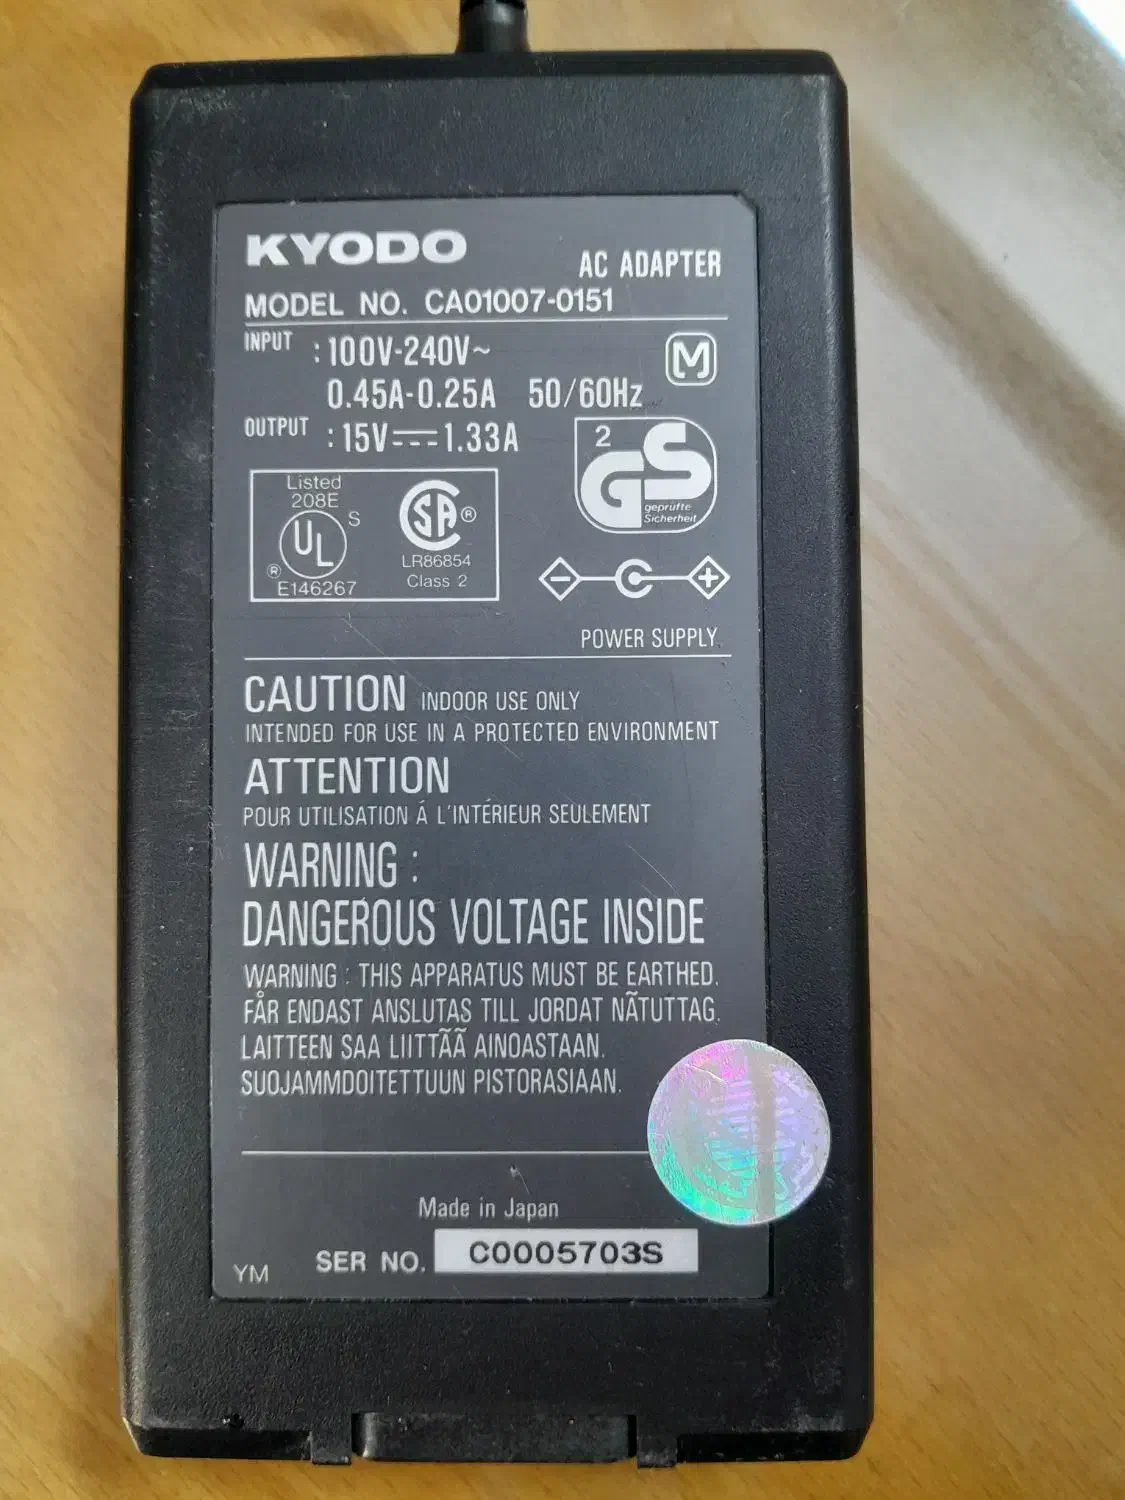 KYODO
AC ADAPTER
MODEL NO. CA01007-0151
INPUT : 100V-240V~
0.45A-0.25A 50/60Hz
M
OUTPUT : 15V⎓1.33A
2
GS
geprüfte
Sicherheit
Listed
208E
UL S
®
E146267
SA ®
LR86854
Class 2
- +
POWER SUPPLY
CAUTION INDOOR USE ONLY
INTENDED FOR USE IN A PROTECTED ENVIRONMENT
ATTENTION
POUR UTILISATION Á L'INTÉRIEUR SEULEMENT
WARNING :
DANGEROUS VOLTAGE INSIDE
WARNING : THIS APPARATUS MUST BE EARTHED.
FÅR ENDAST ANSLUTAS TILL JORDAT NÃTUTTAG.
LAITTEEN SAA LIITTÃÃ AINOASTAAN.
SUOJAMMDOITETTUUN PISTORASIAAN.
Made in Japan
YM SER NO. C0005703S